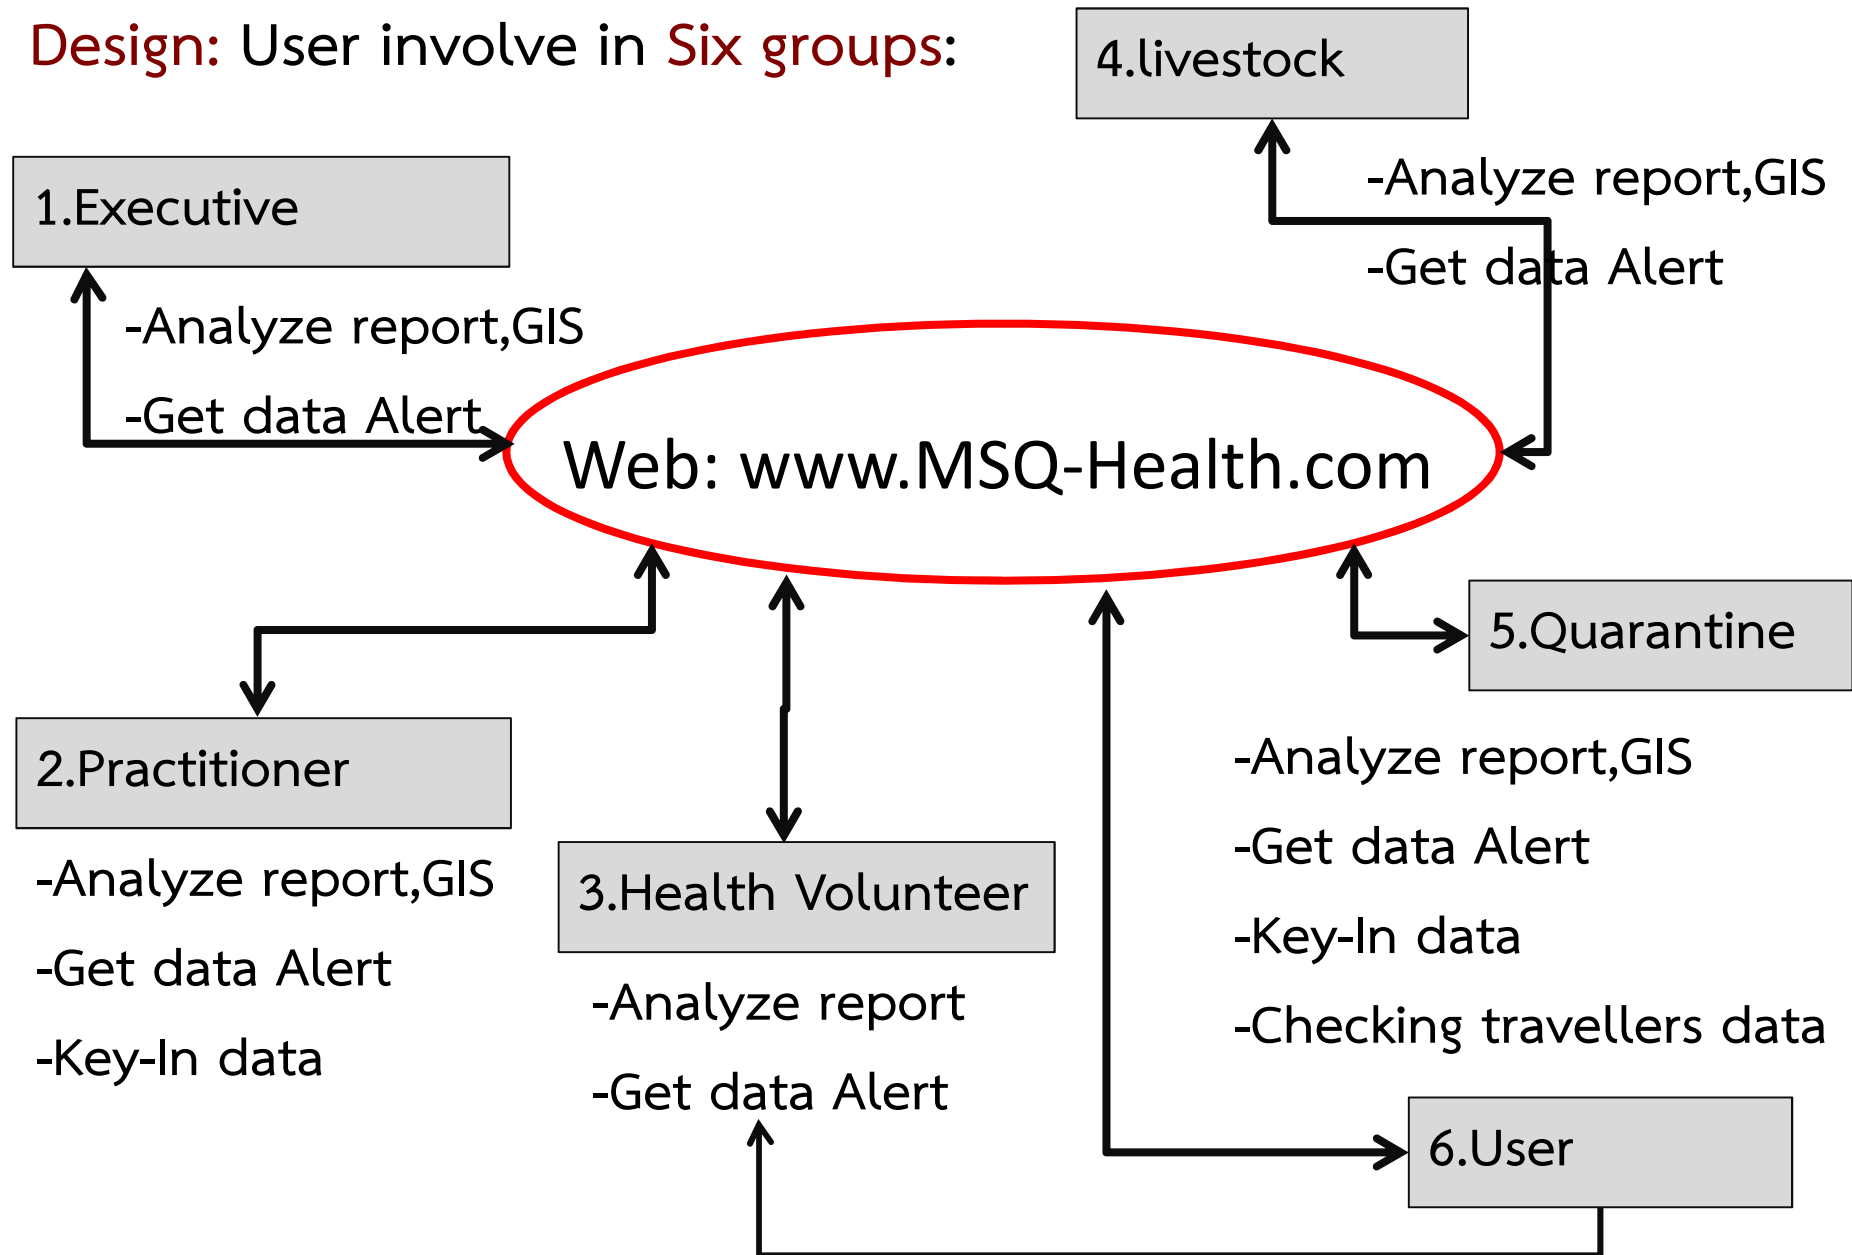 Design: User involve in Six groups:
4.livestock
-Analyze report,GIS
-Get data Alert
1.Executive
-Analyze report,GIS
-Get data Alert
Web: www.MSQ-Health.com
5.Quarantine
-Analyze report,GIS
-Get data Alert
-Key-In data
-Checking travellers data
2.Practitioner
-Analyze report,GIS
-Get data Alert
-Key-In data
3.Health Volunteer
-Analyze report
-Get data Alert
6.User